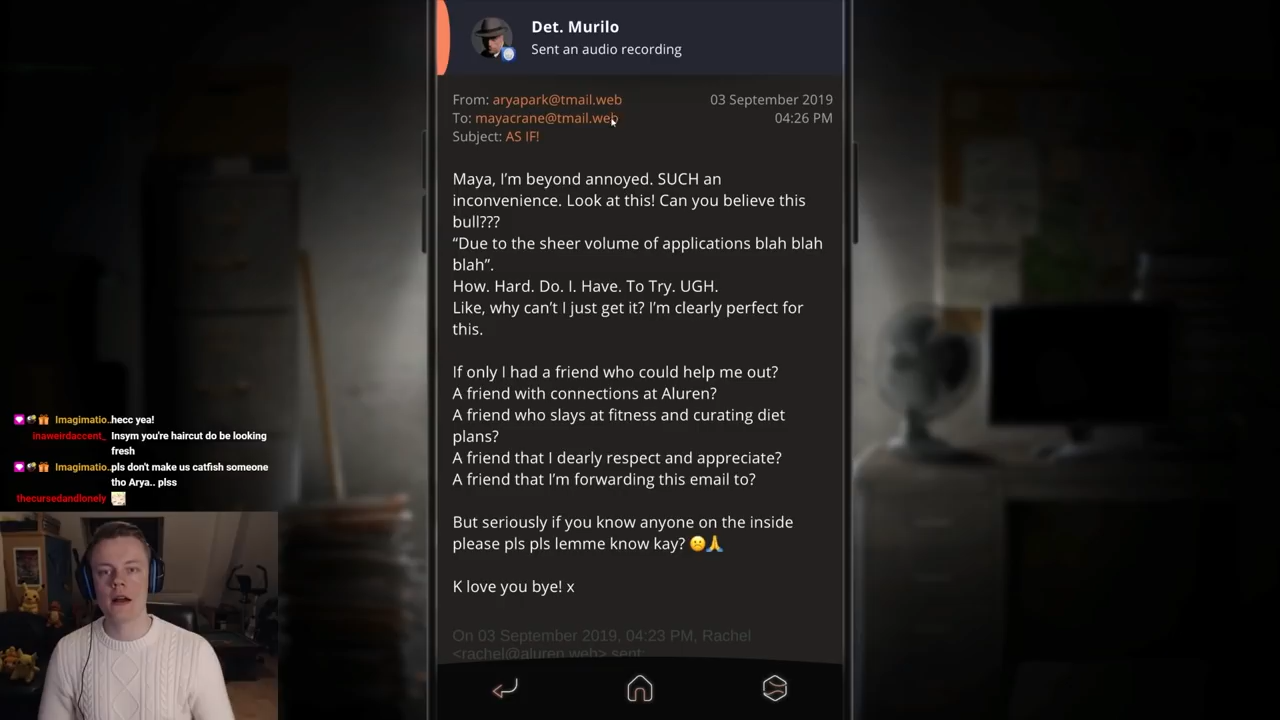 Det. Murilo
Sent an audio recording
From: aryapark@tmail.web
03 September 2019
To: mayacrane@tmail.web
04:26 PM
Subject: AS IF!
Maya, I'm beyond annoyed. SUCH an
inconvenience. Look at this! Can you believe this
bull???
“Due to the sheer volume of applications blah blah
blah”.
How. Hard. Do. I. Have. To Try. UGH.
Like, why can't I just get it? I'm clearly perfect for
this.
If only I had a friend who could help me out?
A friend with connections at Aluren?
A friend who slays at fitness and curating diet
plans?
A friend that I dearly respect and appreciate?
A friend that I'm forwarding this email to?
But seriously if you know anyone on the inside
please pls pls lemme know kay? ☹️🙏
K love you bye! x
On 03 September 2019, 04:23 PM, Rachel
<rachel@aluren.web> sent:
Imagimatio.. hecc yea!
inaweirdaccent_ Insym you're haircut do be looking
fresh
Imagimatio.. pls don't make us catfish someone
tho Arya.. plss
thecursedandlonely